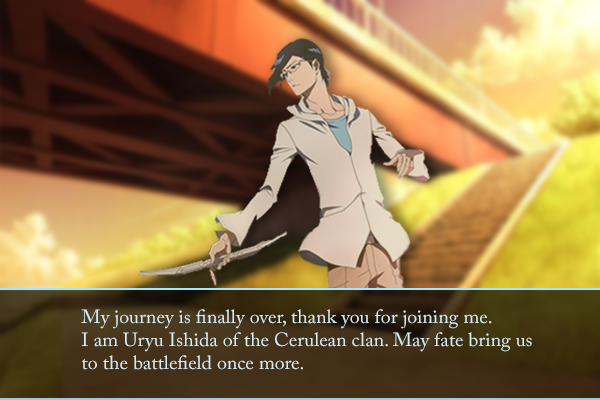 My journey is finally over, thank you for joining me.
I am Uryu Ishida of the Cerulean clan. May fate bring us
to the battlefield once more.